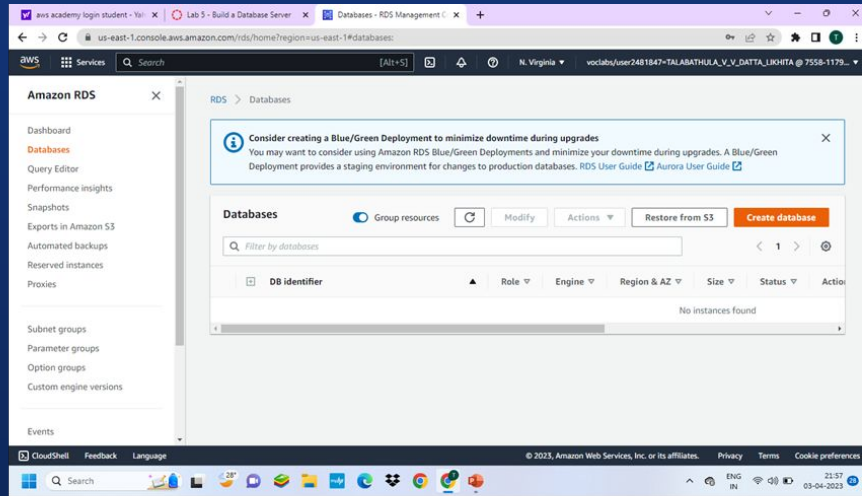 aws academy login student - Yah
Lab 5 - Build a Database Server
Databases - RDS Management C
us-east-1.console.aws.amazon.com/rds/home?region=us-east-1#databases:
aws
Services
Search
[Alt+S]
N. Virginia
voclabs/user2481847=TALABATHULA_V_V_DATTA_LIKHITA @ 7558-1179...
Amazon RDS
Dashboard
Databases
Query Editor
Performance insights
Snapshots
Exports in Amazon S3
Automated backups
Reserved instances
Proxies
Subnet groups
Parameter groups
Option groups
Custom engine versions
Events
RDS > Databases
Consider creating a Blue/Green Deployment to minimize downtime during upgrades
You may want to consider using Amazon RDS Blue/Green Deployments and minimize your downtime during upgrades. A Blue/Green
Deployment provides a staging environment for changes to production databases. RDS User Guide Aurora User Guide
Databases
Group resources
Modify
Actions
Restore from S3
Create database
Filter by databases
1
DB identifier
Role
Engine
Region & AZ
Size
Status
Action
No instances found
CloudShell
Feedback
Language
© 2023, Amazon Web Services, Inc. or its affiliates.
Privacy
Terms
Cookie preferences
Search
28°
ENG
IN
21:57
03-04-2023